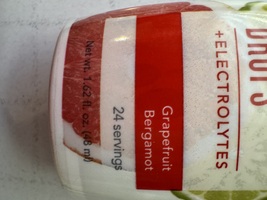 DROPS
+ELECTROLYTES
Grapefruit
Bergamot
24 servings
Net wt. 1.62 fl. oz (48 ml)